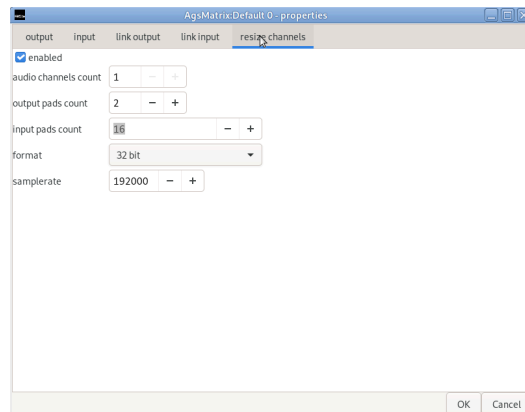 AgsMatrix:Default 0 - properties
output input link output link input resize channels
enabled
audio channels count 1 − +
output pads count 2 − +
input pads count 16 − +
format 32 bit
samplerate 192000 − +
OK Cancel